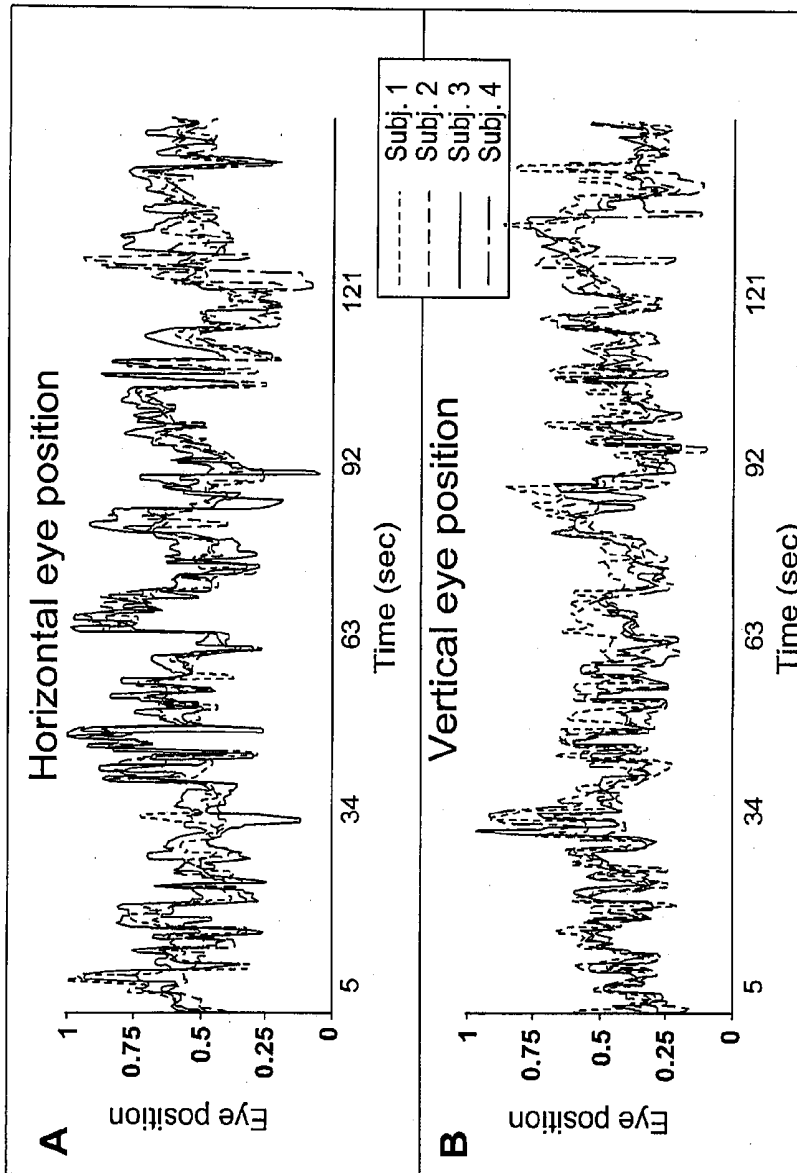 A
Horizontal eye position
Eye position
1
0.75
0.5
0.25
0
5
34
63
92
121
Time (sec)
Subj. 1
Subj. 2
Subj. 3
Subj. 4
B
Vertical eye position
Eye position
1
0.75
0.5
0.25
0
5
34
63
92
121
Time (sec)